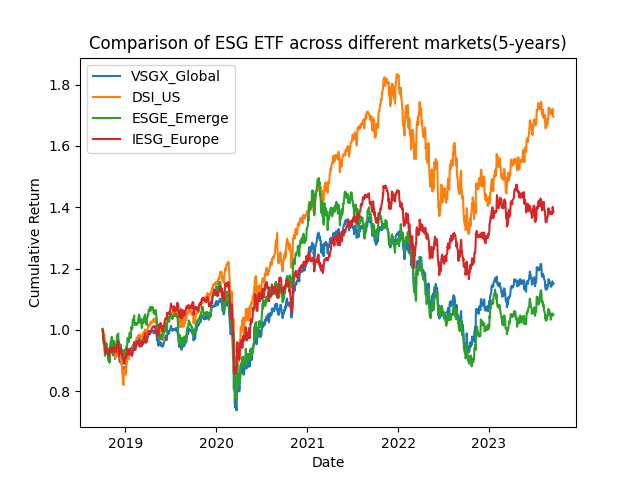 Comparison of ESG ETF across different markets(5-years)
VSGX_Global
DSI_US
ESGE_Emerge
IESG_Europe
Cumulative Return
1.8
1.6
1.4
1.2
1.0
0.8
2019 2020 2021 2022 2023
Date